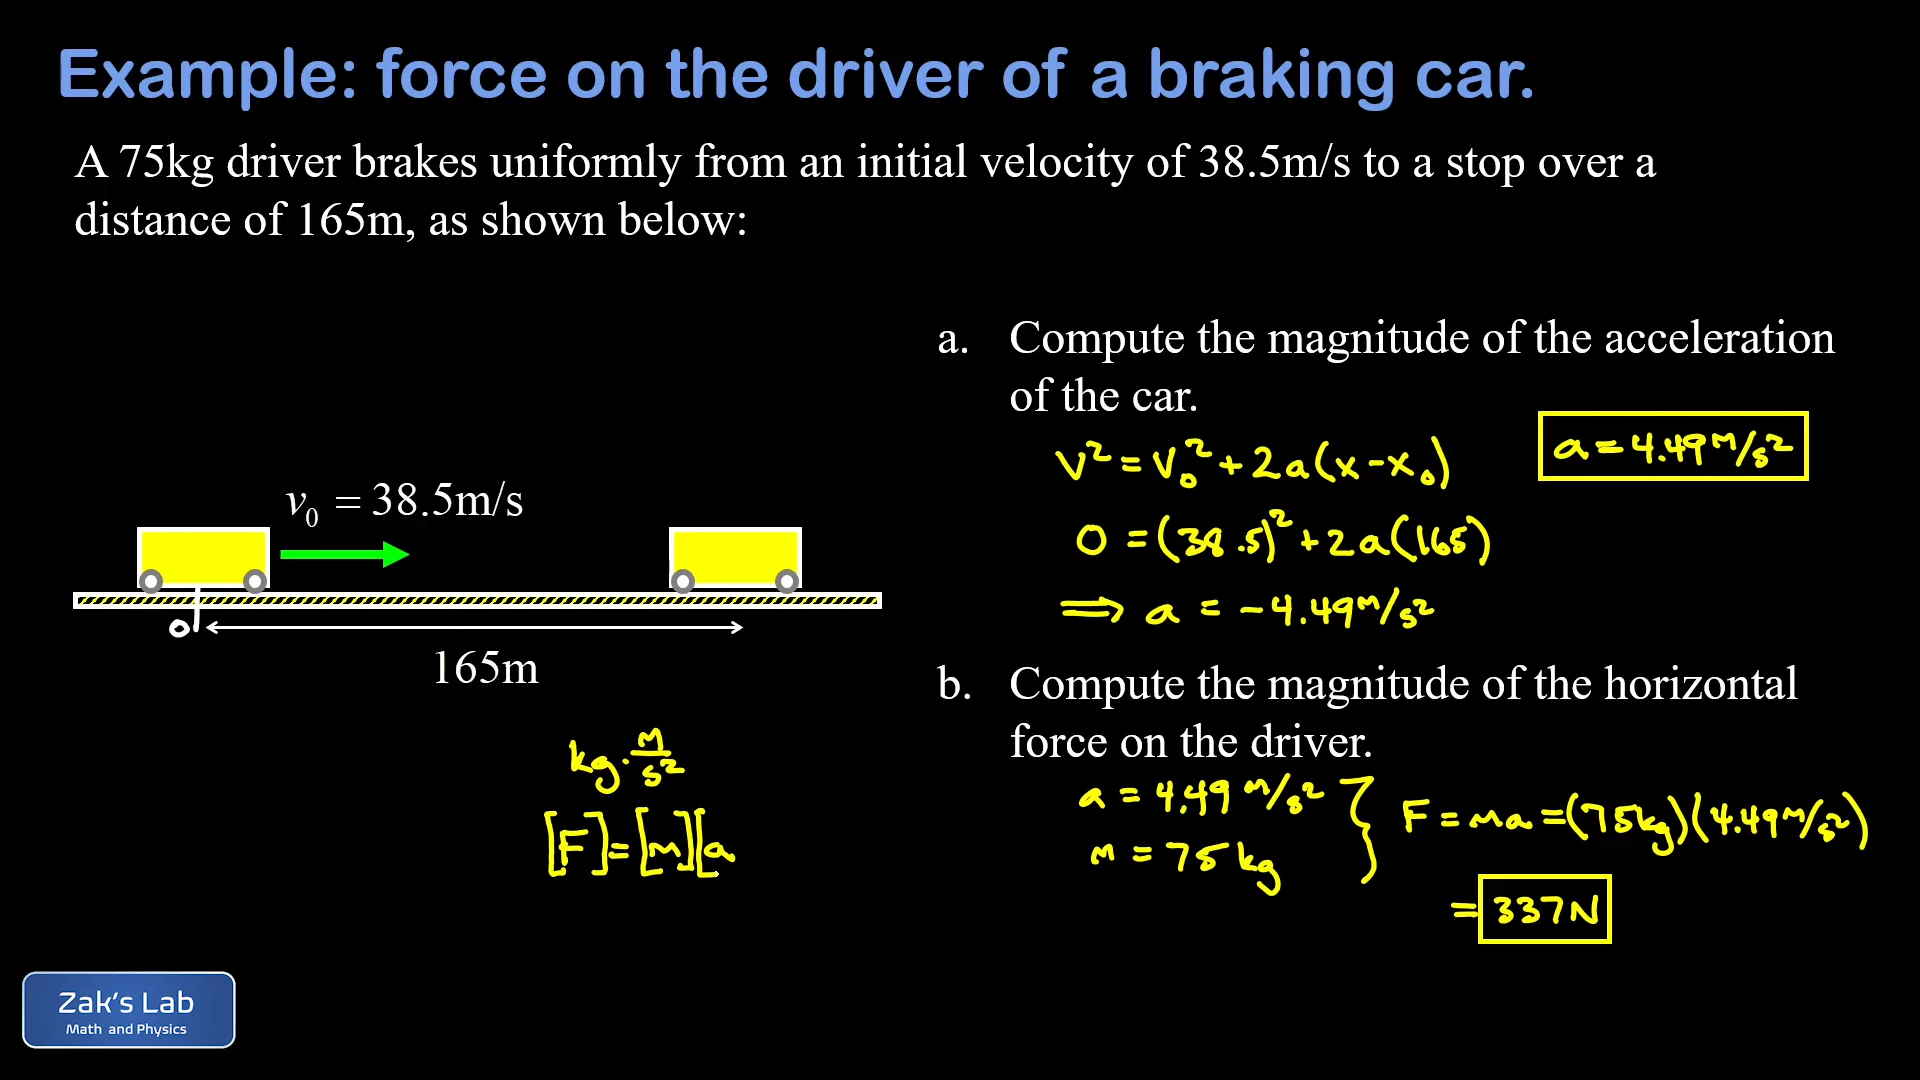 Example: force on the driver of a braking car.
A 75kg driver brakes uniformly from an initial velocity of 38.5m/s to a stop over a
distance of 165m, as shown below:
v₀ = 38.5m/s
0
165m
kg · m/s²
[F]=[m][a
a. Compute the magnitude of the acceleration
of the car.
v² = v₀² + 2a(x-x₀)
a = 4.49 m/s²
0 = (38.5)² + 2a(165)
⟹ a = -4.49 m/s²
b. Compute the magnitude of the horizontal
force on the driver.
a = 4.49 m/s²
m = 75 kg
} F = ma = (75kg)(4.49 m/s²)
= 337N
Zak's Lab
Math and Physics